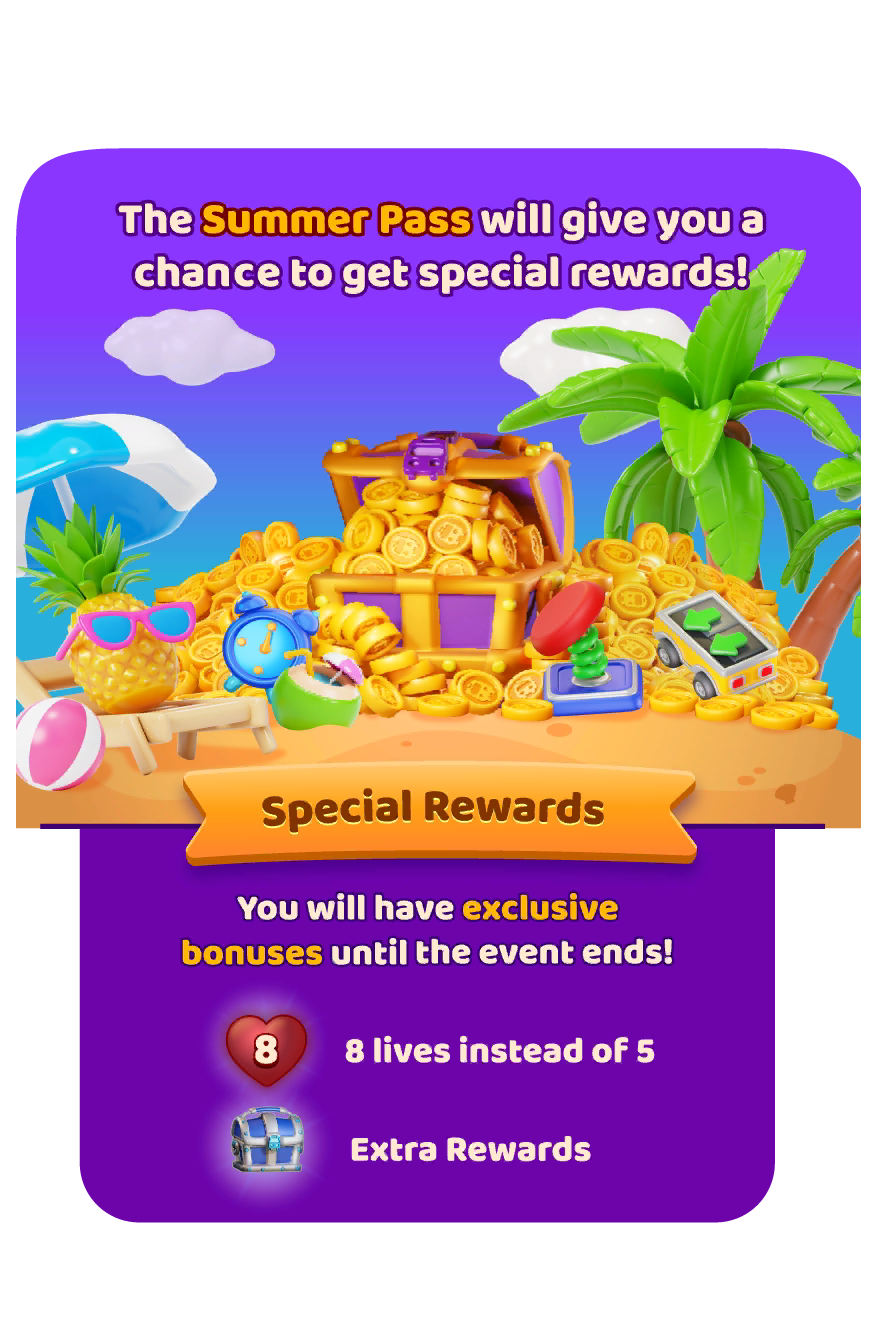 The Summer Pass will give you a
chance to get special rewards!
Special Rewards
You will have exclusive
bonuses until the event ends!
8
8 lives instead of 5
Extra Rewards